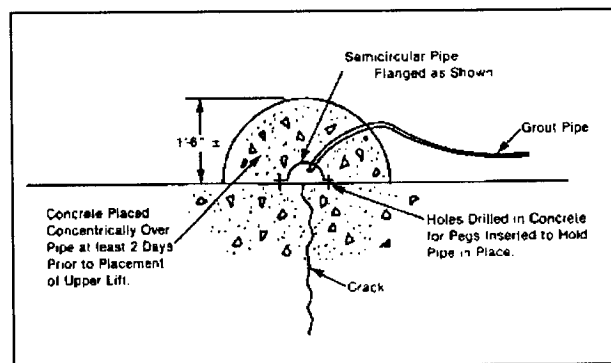 Semicircular Pipe
Flanged as Shown
1'-6" ±
Grout Pipe
Concrete Placed
Concentrically Over
Pipe at least 2 Days
Prior to Placement
of Upper Lift.
Holes Drilled in Concrete
for Pegs Inserted to Hold
Pipe in Place.
Crack